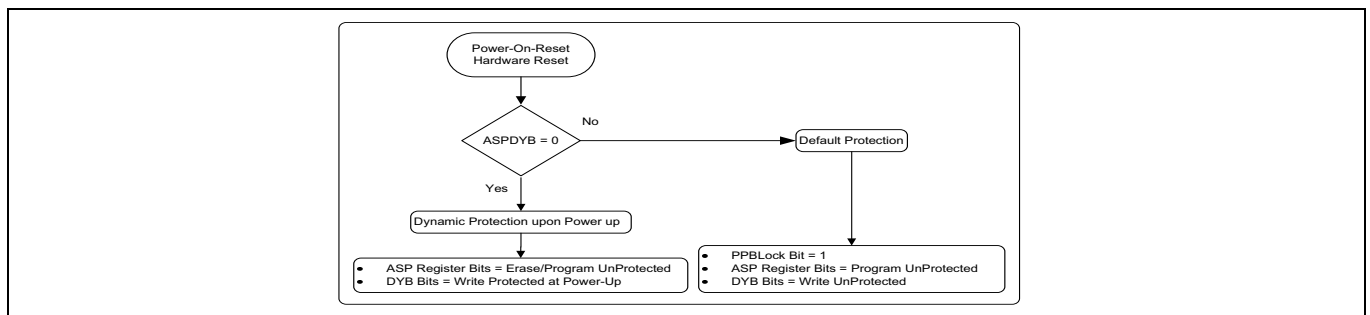 Power-On-Reset
Hardware Reset
ASPDYB = 0
No
Default Protection
Yes
Dynamic Protection upon Power up
• ASP Register Bits = Erase/Program UnProtected
• DYB Bits = Write Protected at Power-Up
• PPBLock Bit = 1
• ASP Register Bits = Program UnProtected
• DYB Bits = Write UnProtected